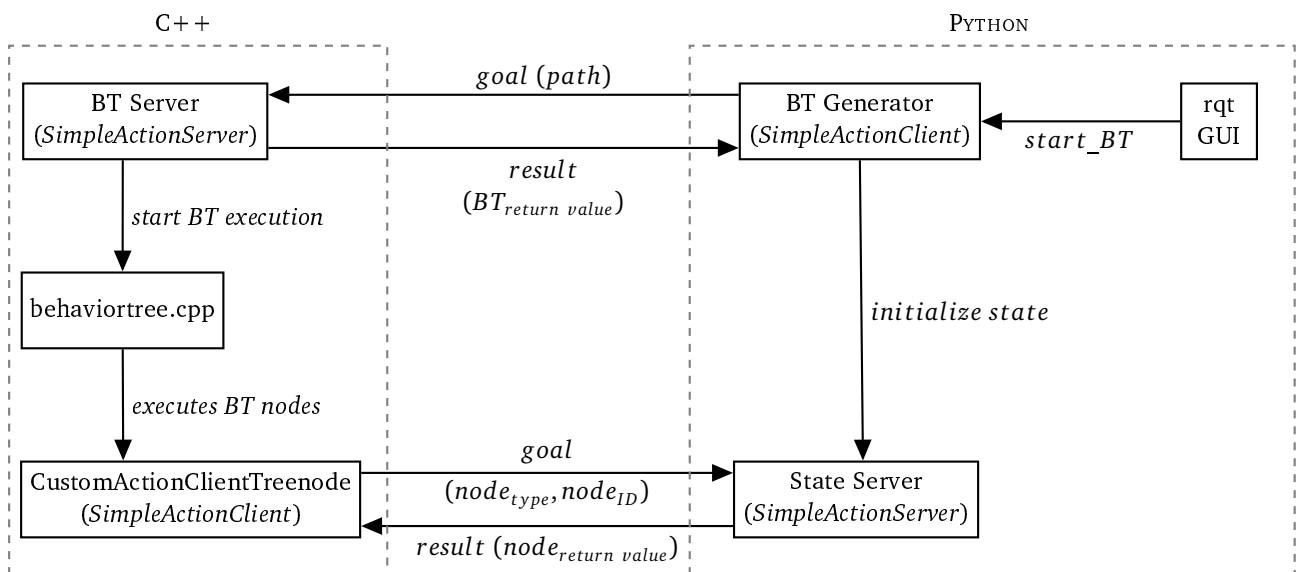 C++
PYTHON
BT Server
(SimpleActionServer)
goal (path)
BT Generator
(SimpleActionClient)
rqt
GUI
start_BT
result
(BTreturn value)
start BT execution
behaviortree.cpp
initialize state
executes BT nodes
CustomActionClientTreenode
(SimpleActionClient)
goal
(nodetype, nodeID)
State Server
(SimpleActionServer)
result (nodereturn value)